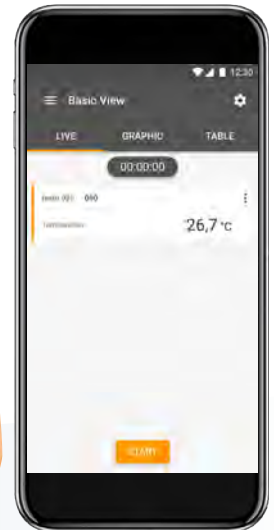 12:30
Basic View
LIVE GRAPHIC TABLE
00:00:00
26,7 °C
START